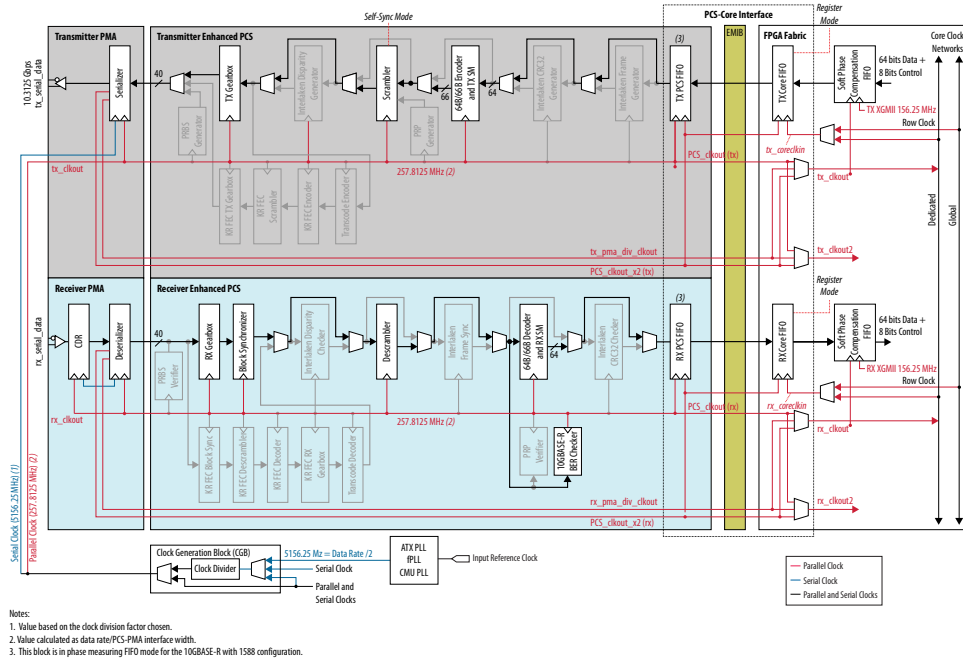 Register
Mode
Self-Sync Mode
PCS-Core Interface
Transmitter PMA
Transmitter Enhanced PCS
EMIB
FPGA Fabric
Core Clock
Networks
(3)
10.3125 Gbps
tx_serial_data
Serializer
40
TX Gearbox
Interlaken Disparity
Generator
Scrambler
66
64B/66B Encoder
and TX SM
64
Interlaken CRC32
Generator
Interlaken Frame
Generator
TX PCS FIFO
TX Core FIFO
Soft Phase
Compensation
FIFO
64 bits Data +
8 Bits Control
TX XGMII 156.25 MHz
Row Clock
PRBS
Generator
PRP
Generator
tx_coreclkin
tx_clkout
257.8125 MHz (2)
PCS_clkout (tx)
tx_clkout
KR FEC TX Gearbox
KR FEC
Scrambler
KR FEC Encoder
Transcode Encoder
Dedicated
Global
tx_pma_div_clkout
tx_clkout2
PCS_clkout_x2 (tx)
Receiver PMA
Receiver Enhanced PCS
Register
Mode
(3)
rx_serial_data
CDR
Deserializer
40
PRBS
Verifier
RX Gearbox
Block Synchronizer
Interlaken Disparity
Checker
Descrambler
Interlaken
Frame Sync
64B/66B Decoder
and RX SM
64
Interlaken
CRC32 Checker
RX PCS FIFO
RX Core FIFO
Soft Phase
Compensation
FIFO
64 bits Data +
8 Bits Control
RX XGMII 156.25 MHz
Row Clock
rx_coreclkin
rx_clkout
257.8125 MHz (2)
PCS_clkout (rx)
rx_clkout
KR FEC Block Sync
KR FEC Descrambler
KR FEC Decoder
KR FEC RX
Gearbox
Transcode Decoder
PRP
Verifier
10GBASE-R
BER Checker
rx_pma_div_clkout
rx_clkout2
PCS_clkout_x2 (rx)
Serial Clock (5156.25 MHz) (1)
Parallel Clock (257.8125 MHz) (2)
Clock Generation Block (CGB)
Clock Divider
5156.25 Mz = Data Rate /2
Serial Clock
Parallel and
Serial Clocks
ATX PLL
fPLL
CMU PLL
Input Reference Clock
Parallel Clock
Serial Clock
Parallel and Serial Clocks
Notes:
1. Value based on the clock division factor chosen.
2. Value calculated as data rate/PCS-PMA interface width.
3. This block is in phase measuring FIFO mode for the 10GBASE-R with 1588 configuration.